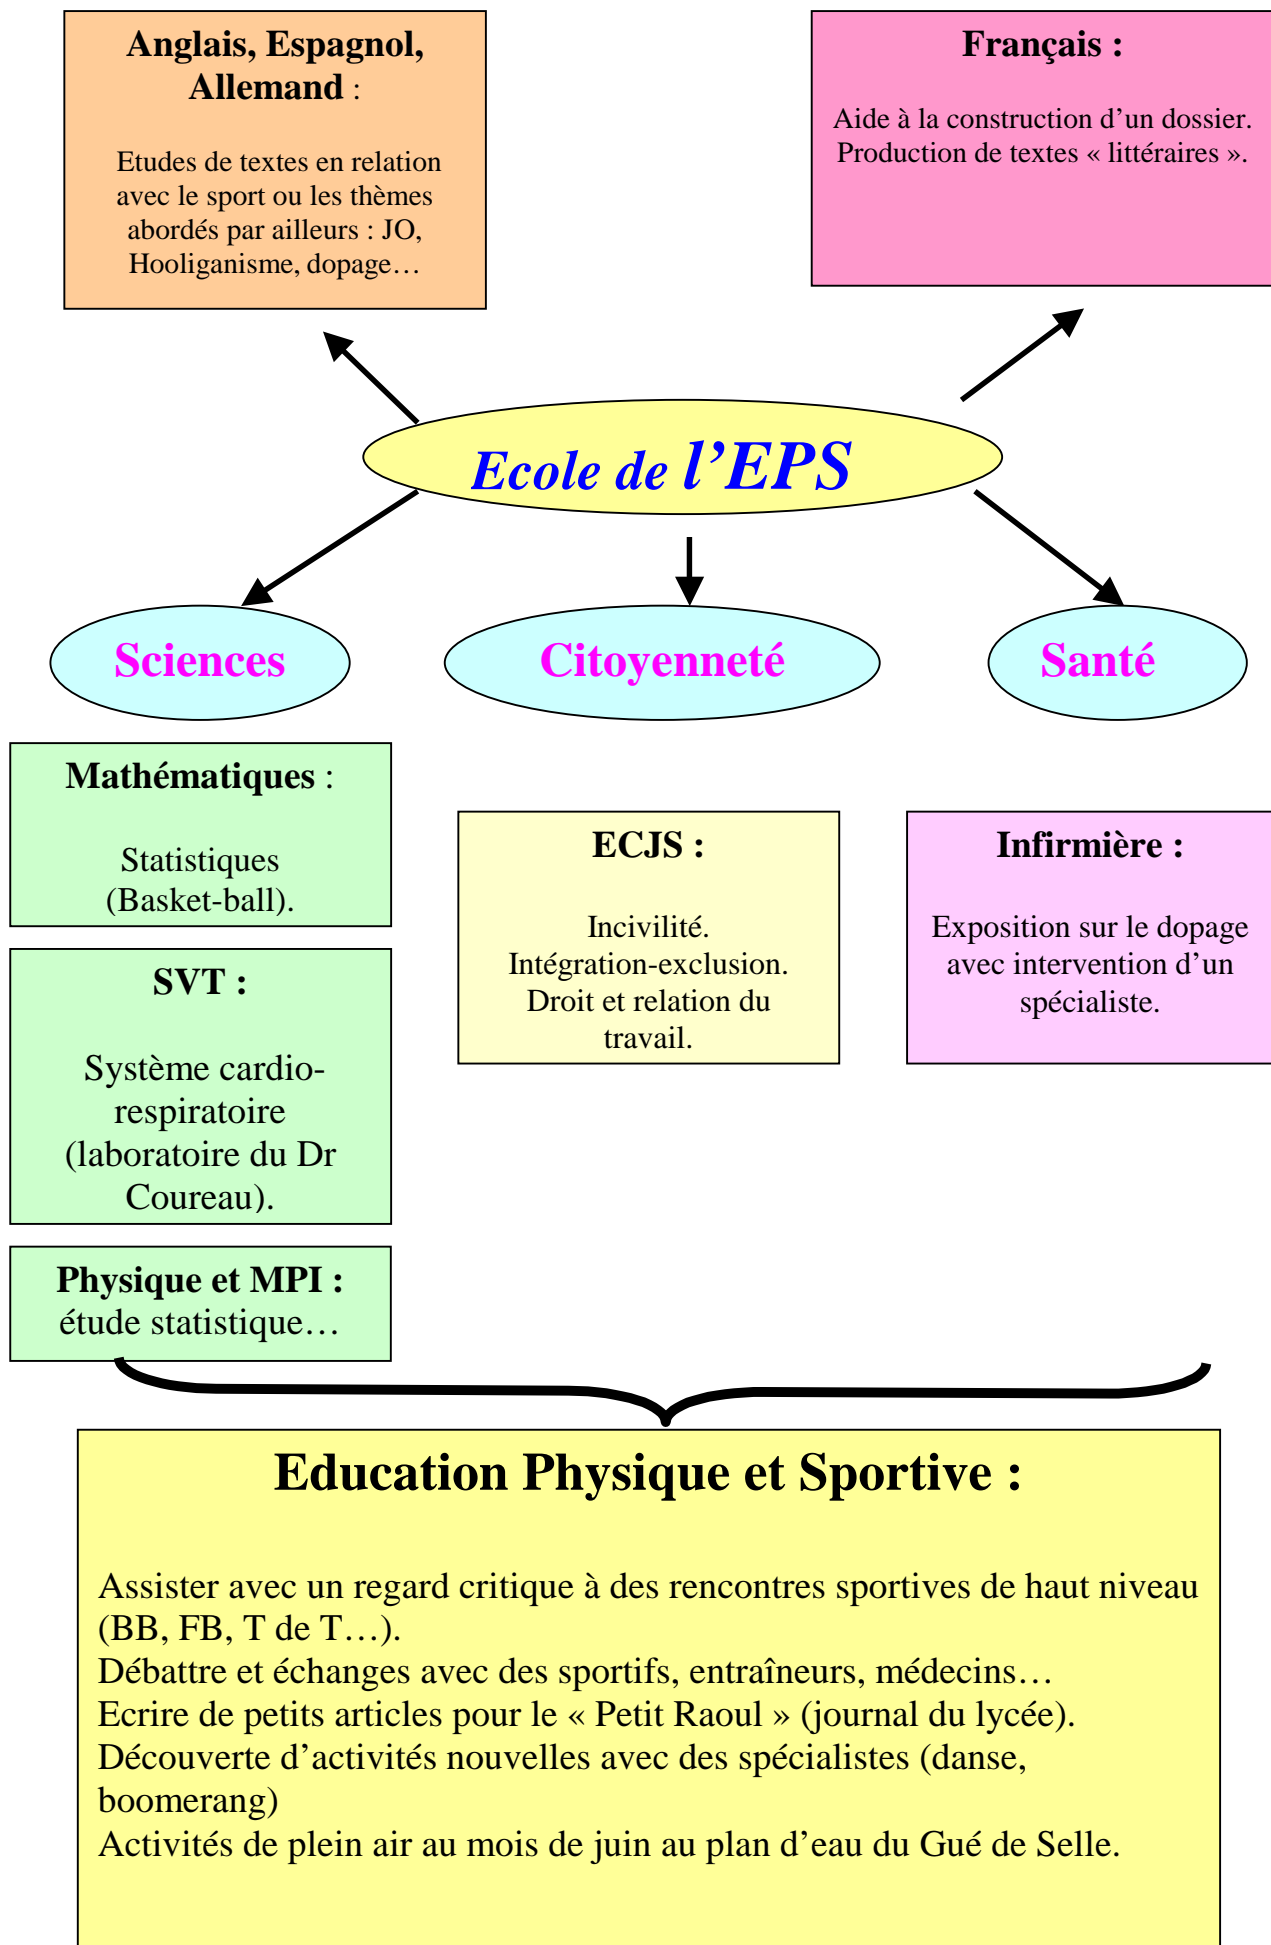 Anglais, Espagnol,
Allemand :
Etudes de textes en relation
avec le sport ou les thèmes
abordés par ailleurs : JO,
Hooliganisme, dopage…
Français :
Aide à la construction d’un dossier.
Production de textes « littéraires ».
Ecole de l’EPS
Sciences
Citoyenneté
Santé
Mathématiques :
Statistiques
(Basket-ball).
SVT :
Système cardio-
respiratoire
(laboratoire du Dr
Coureau).
Physique et MPI :
étude statistique…
ECJS :
Incivilité.
Intégration-exclusion.
Droit et relation du
travail.
Infirmière :
Exposition sur le dopage
avec intervention d’un
spécialiste.
Education Physique et Sportive :
Assister avec un regard critique à des rencontres sportives de haut niveau
(BB, FB, T de T…).
Débattre et échanges avec des sportifs, entraîneurs, médecins…
Ecrire de petits articles pour le « Petit Raoul » (journal du lycée).
Découverte d’activités nouvelles avec des spécialistes (danse,
boomerang)
Activités de plein air au mois de juin au plan d’eau du Gué de Selle.